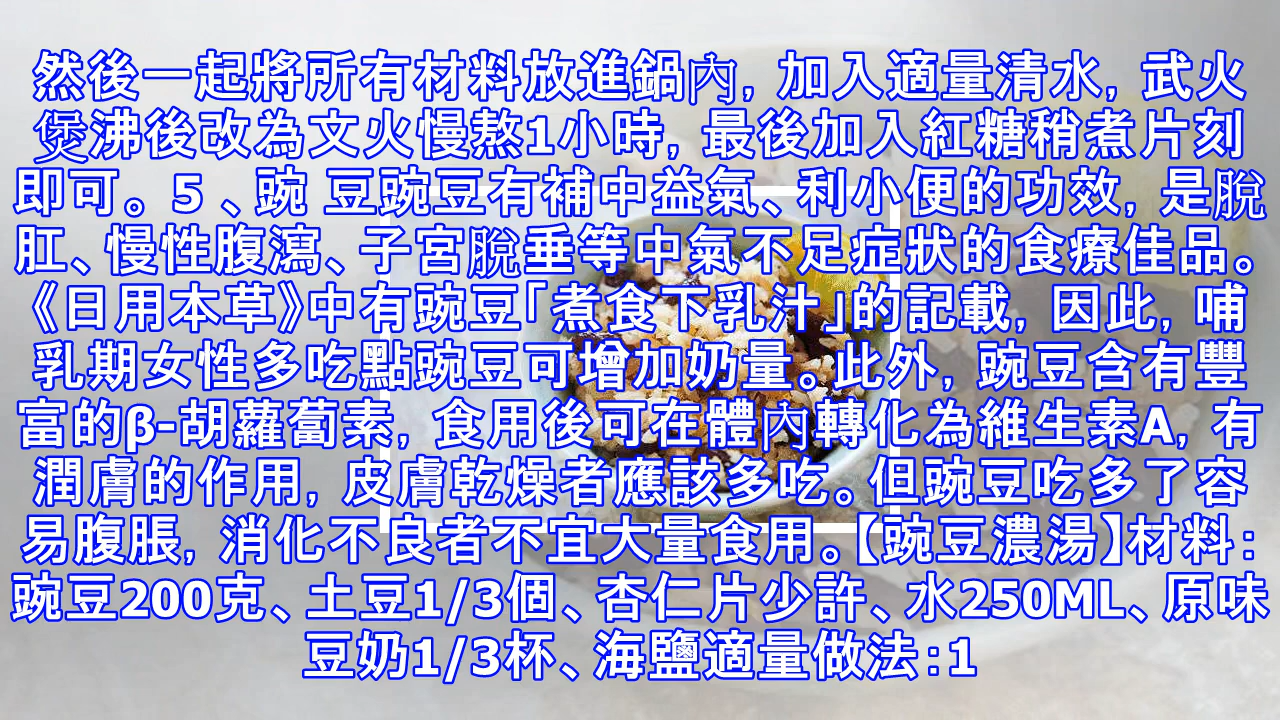 然後一起將所有材料放進鍋內, 加入適量清水, 武火
煲沸後改為文火慢熬1小時, 最後加入紅糖稍煮片刻
即可。5 、豌 豆豌豆有補中益氣、利小便的功效, 是脫
肛、慢性腹瀉、子宮脫垂等中氣不足症狀的食療佳品。
《日用本草》中有豌豆「煮食下乳汁」的記載, 因此, 哺
乳期女性多吃點豌豆可增加奶量。此外, 豌豆含有豐
富的β-胡蘿蔔素, 食用後可在體內轉化為維生素A, 有
潤膚的作用, 皮膚乾燥者應該多吃。但豌豆吃多了容
易腹脹, 消化不良者不宜大量食用。【豌豆濃湯】材料:
豌豆200克、土豆1/3個、杏仁片少許、水250ML、原味
豆奶1/3杯、海鹽適量做法:1